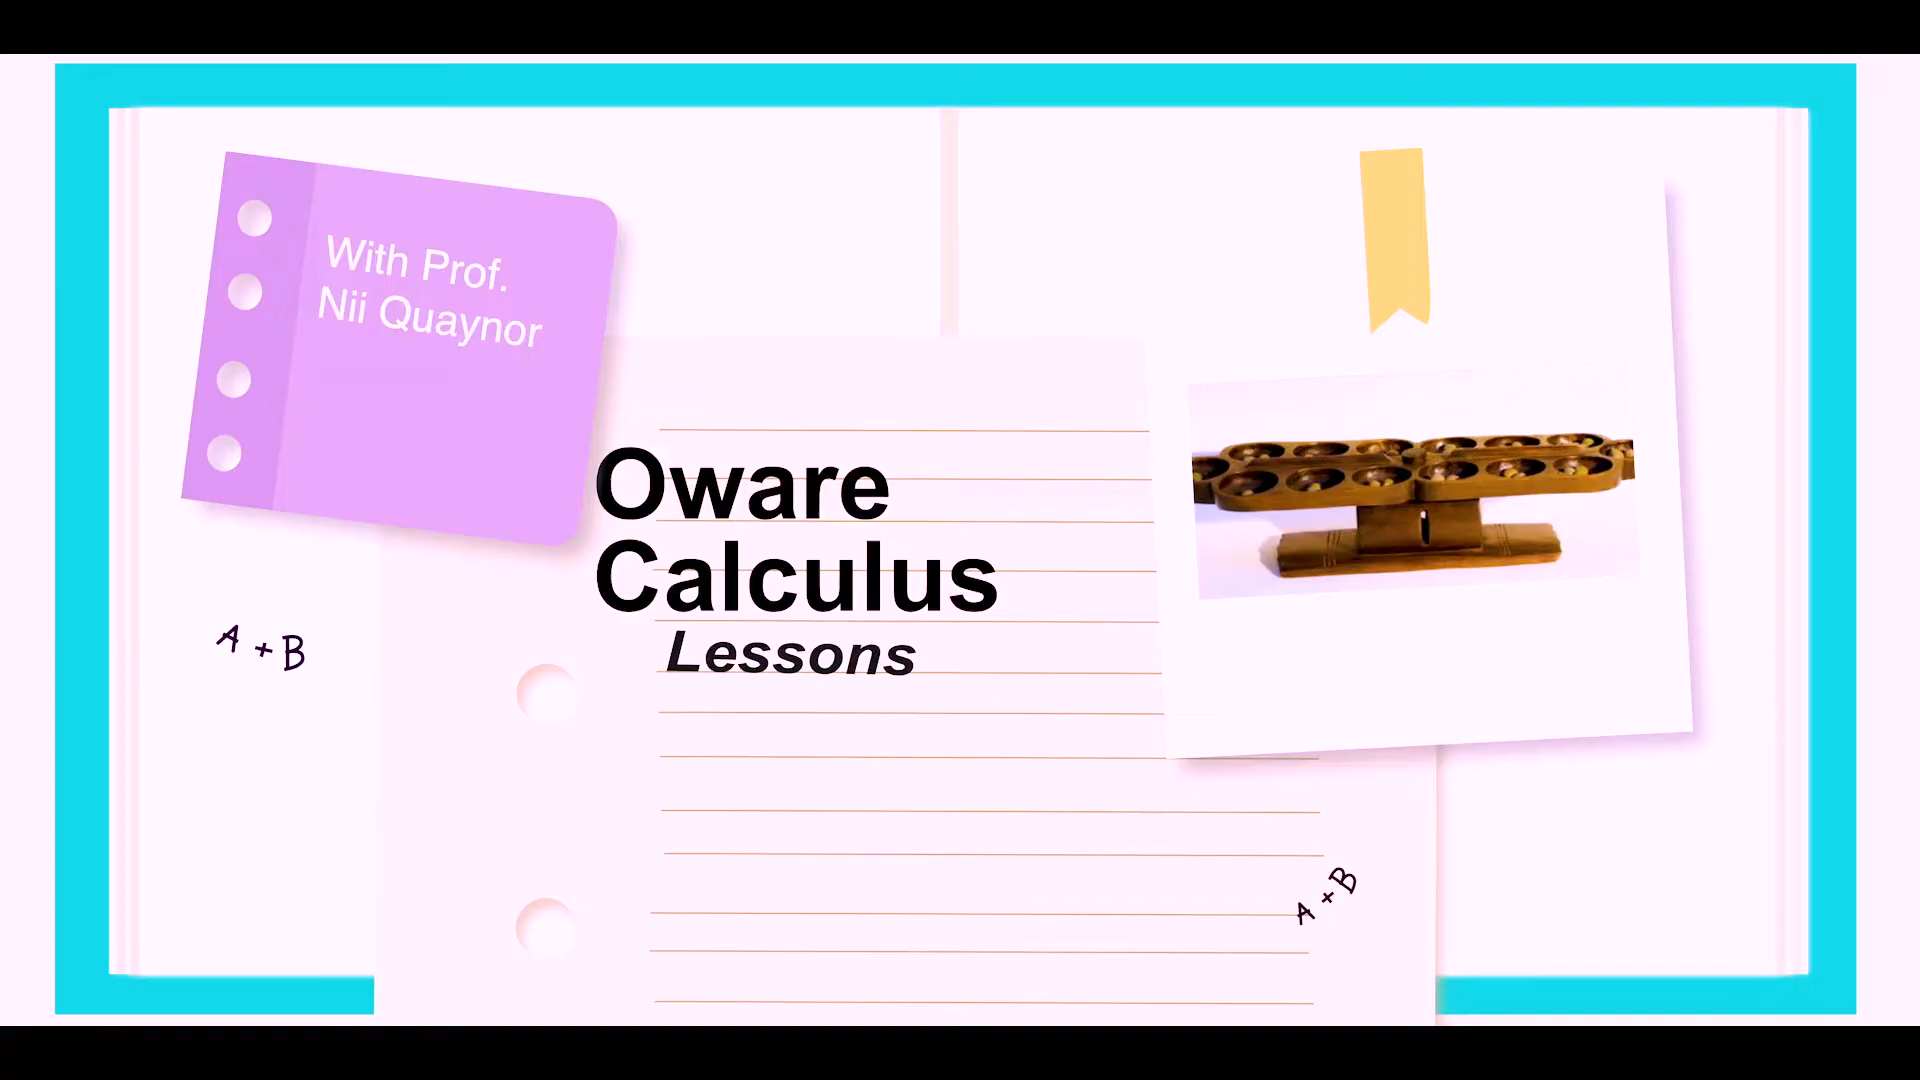 With Prof.
Nii Quaynor
Oware
Calculus
Lessons
A + B
A + B